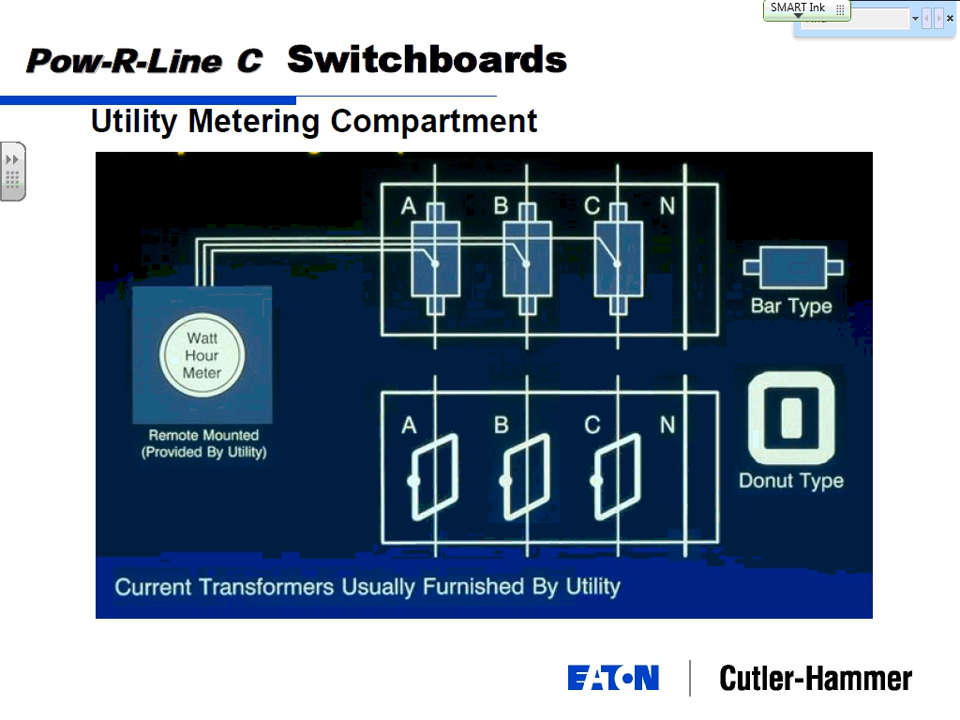 SMART Ink
Pow-R-Line C Switchboards
Utility Metering Compartment
A B C N
Bar Type
Watt
Hour
Meter
Remote Mounted
(Provided By Utility)
A B C N
Donut Type
Current Transformers Usually Furnished By Utility
EATON Cutler-Hammer